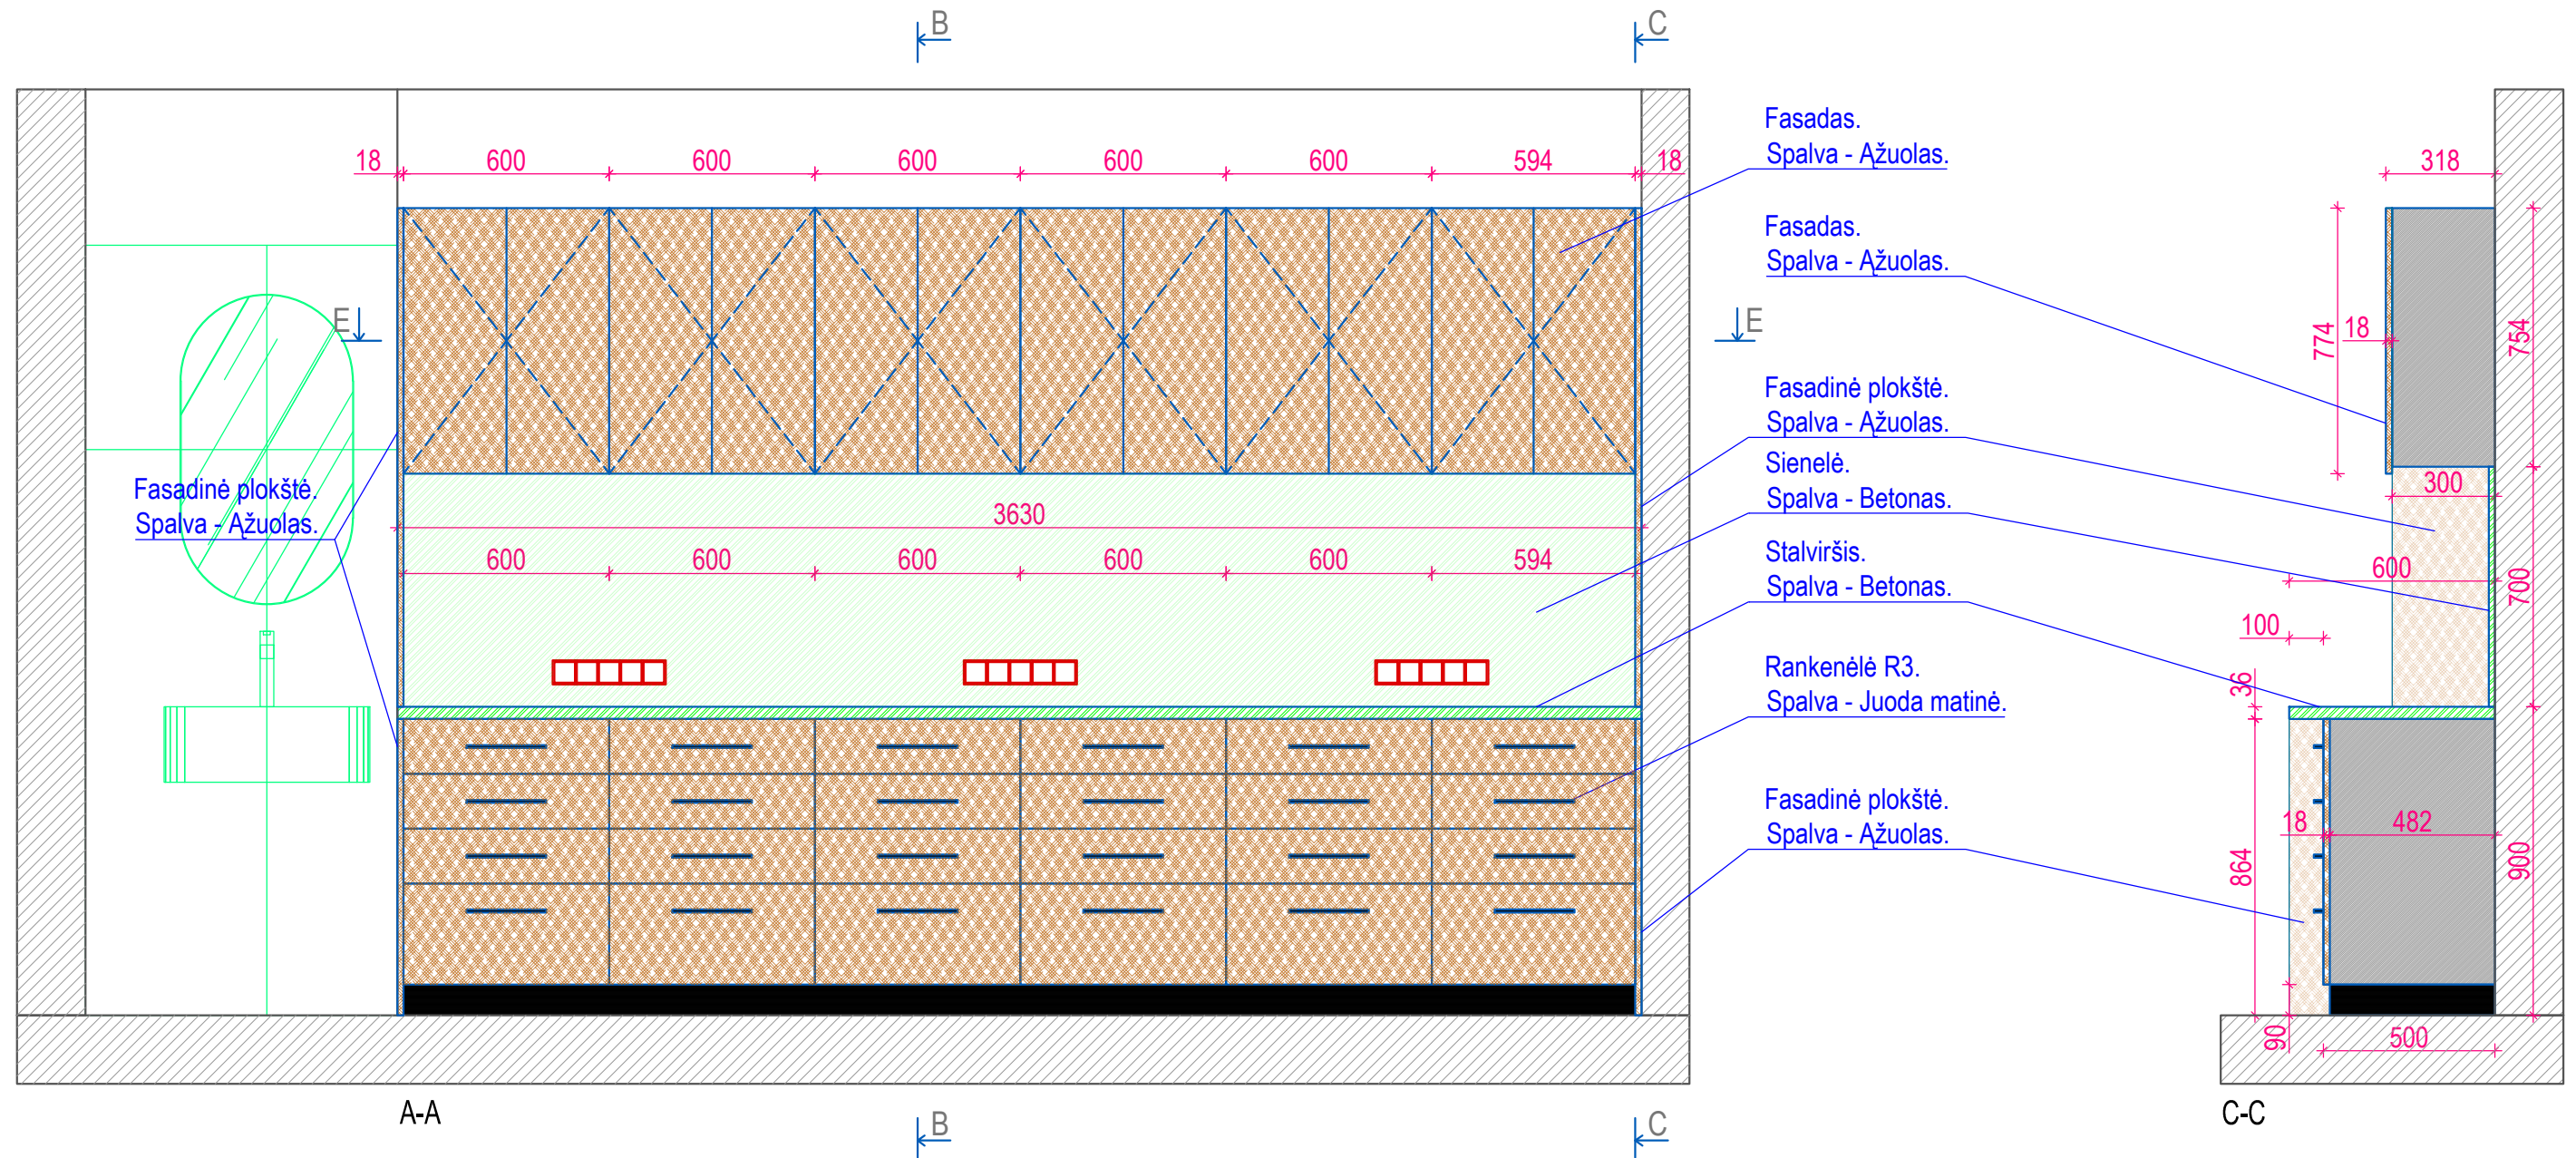 B
C
18
600
600
600
600
600
594
18
Fasadas.
Spalva - Ąžuolas.
318
Fasadas.
Spalva - Ąžuolas.
E
E
774
18
754
Fasadinė plokštė.
Spalva - Ąžuolas.
Fasadinė plokštė.
Spalva - Ąžuolas.
Sienelė.
Spalva - Betonas.
300
3630
600
600
600
600
600
594
Stalviršis.
Spalva - Betonas.
600
700
100
Rankenėlė R3.
Spalva - Juoda matinė.
36
Fasadinė plokštė.
Spalva - Ąžuolas.
18
482
864
900
90
500
A-A
C-C
B
C